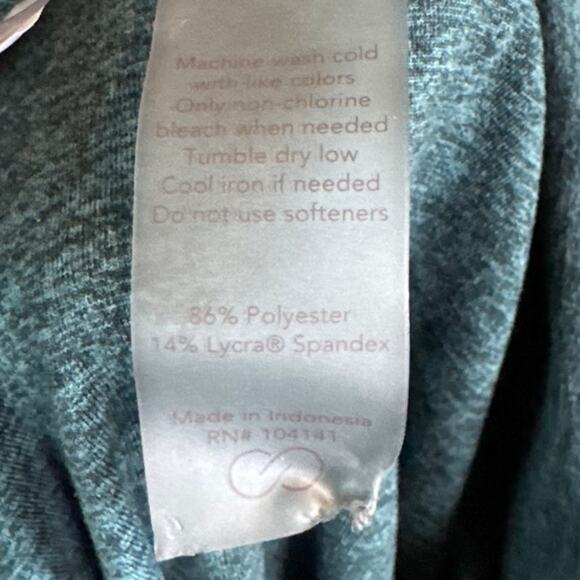 Machine wash cold
with like colors
Only non-chlorine
bleach when needed
Tumble dry low
Cool iron if needed
Do not use softeners
86% Polyester
14% Lycra® Spandex
Made in Indonesia
RN# 104141